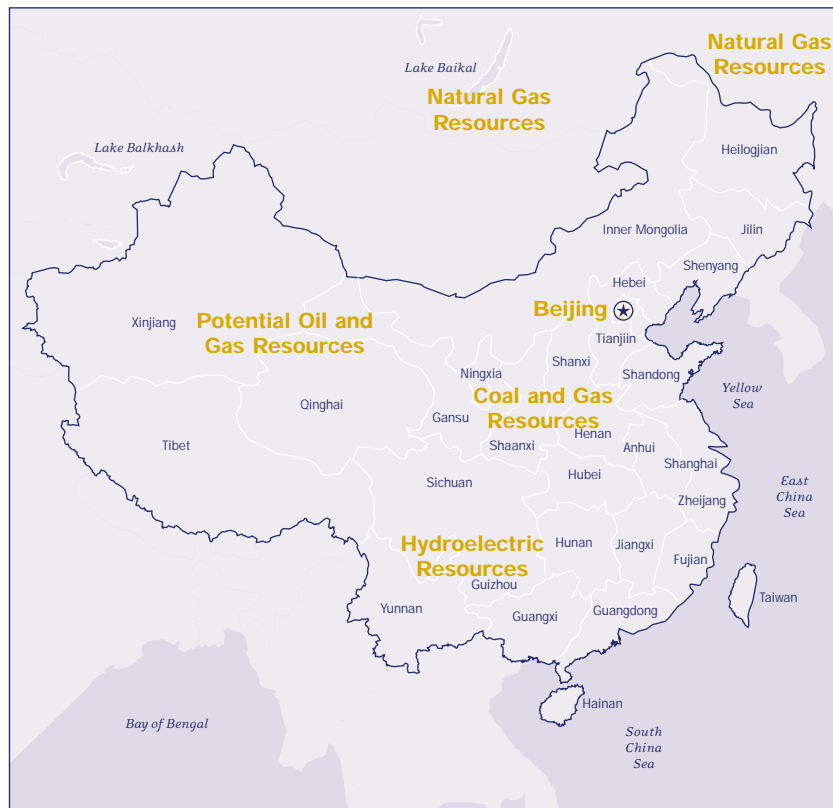 Natural Gas
Resources
Lake Baikal
Natural Gas
Resources
Lake Balkhash
Heilogjian
Inner Mongolia
Jilin
Shenyang
Hebei
Beijing
Xinjiang
Potential Oil and
Gas Resources
Tianjiin
Shanxi
Ningxia
Shandong
Yellow
Sea
Qinghai
Coal and Gas
Resources
Gansu
Henan
Tibet
Shaanxi
Anhui
Shanghai
Sichuan
Hubei
East
China
Sea
Zheijang
Hydroelectric
Resources
Hunan
Jiangxi
Fujian
Guizhou
Yunnan
Guangxi
Guangdong
Taiwan
Hainan
Bay of Bengal
South
China
Sea